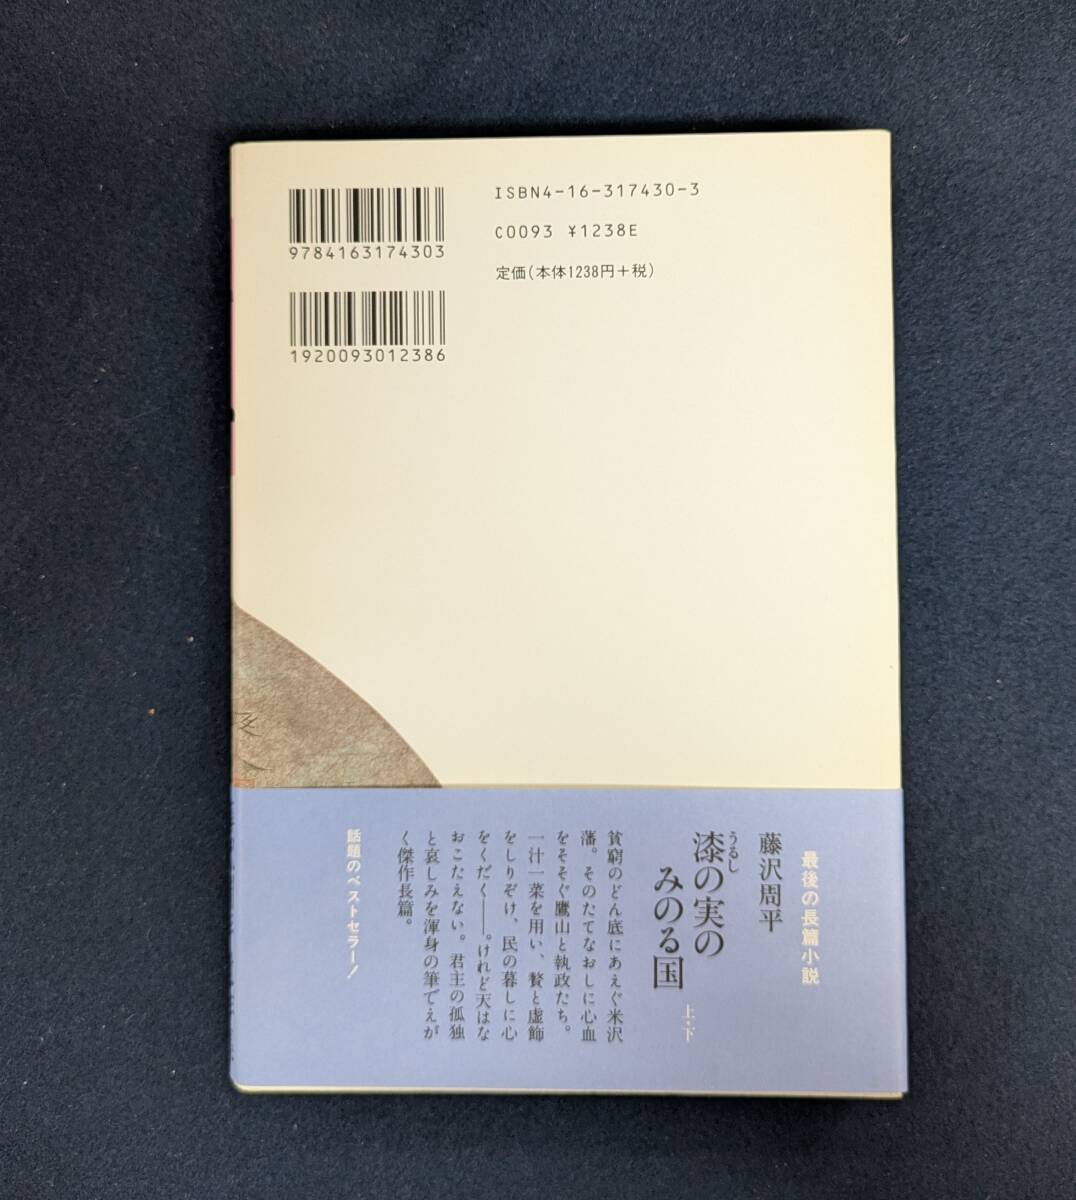 ISBN4-16-317430-3
C0093 ¥1238E
定価(本体1238円+税)
9784163174303
1920093012386
最後の長篇小説
藤沢周平
漆の実の
うるし
みのる国
上・下
貧窮のどん底にあえぐ米沢
藩。そのたてなおしに心血
をそそぐ鷹山と執政たち。
一汁一菜を用い、贅と虚飾
をしりぞけ、民の暮しに心
をくだく――。けれど天はな
おこたえない。君主の孤独
と哀しみを渾身の筆でえが
く傑作長篇。
話題のベストセラー!